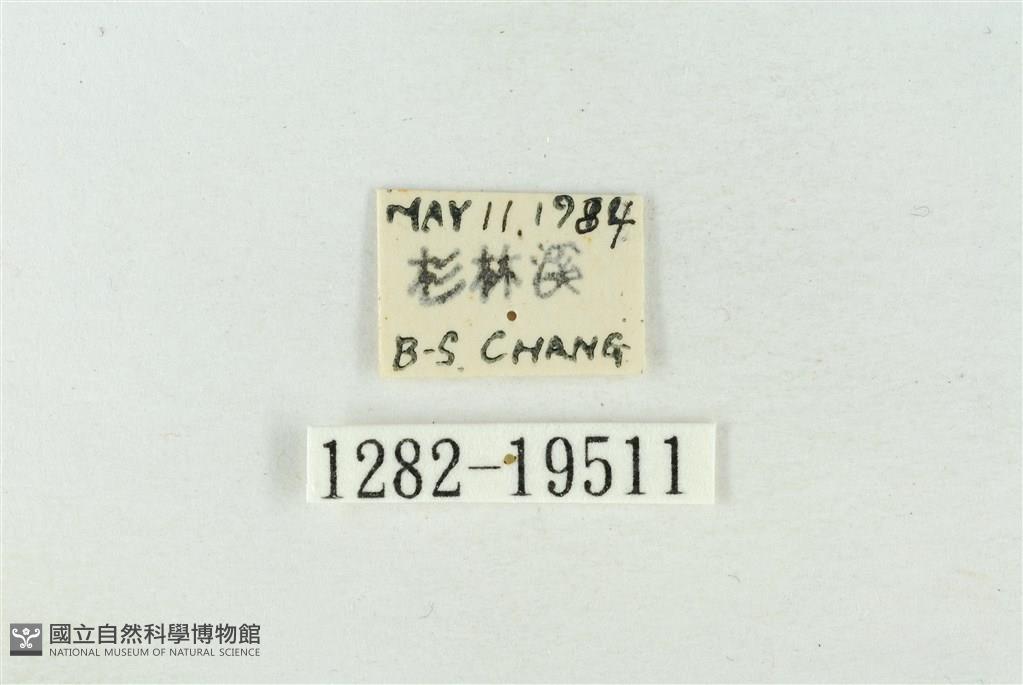 MAY 11.1984
杉林溪
B-S. CHANG
1282-19511
國立自然科學博物館
NATIONAL MUSEUM OF NATURAL SCIENCE